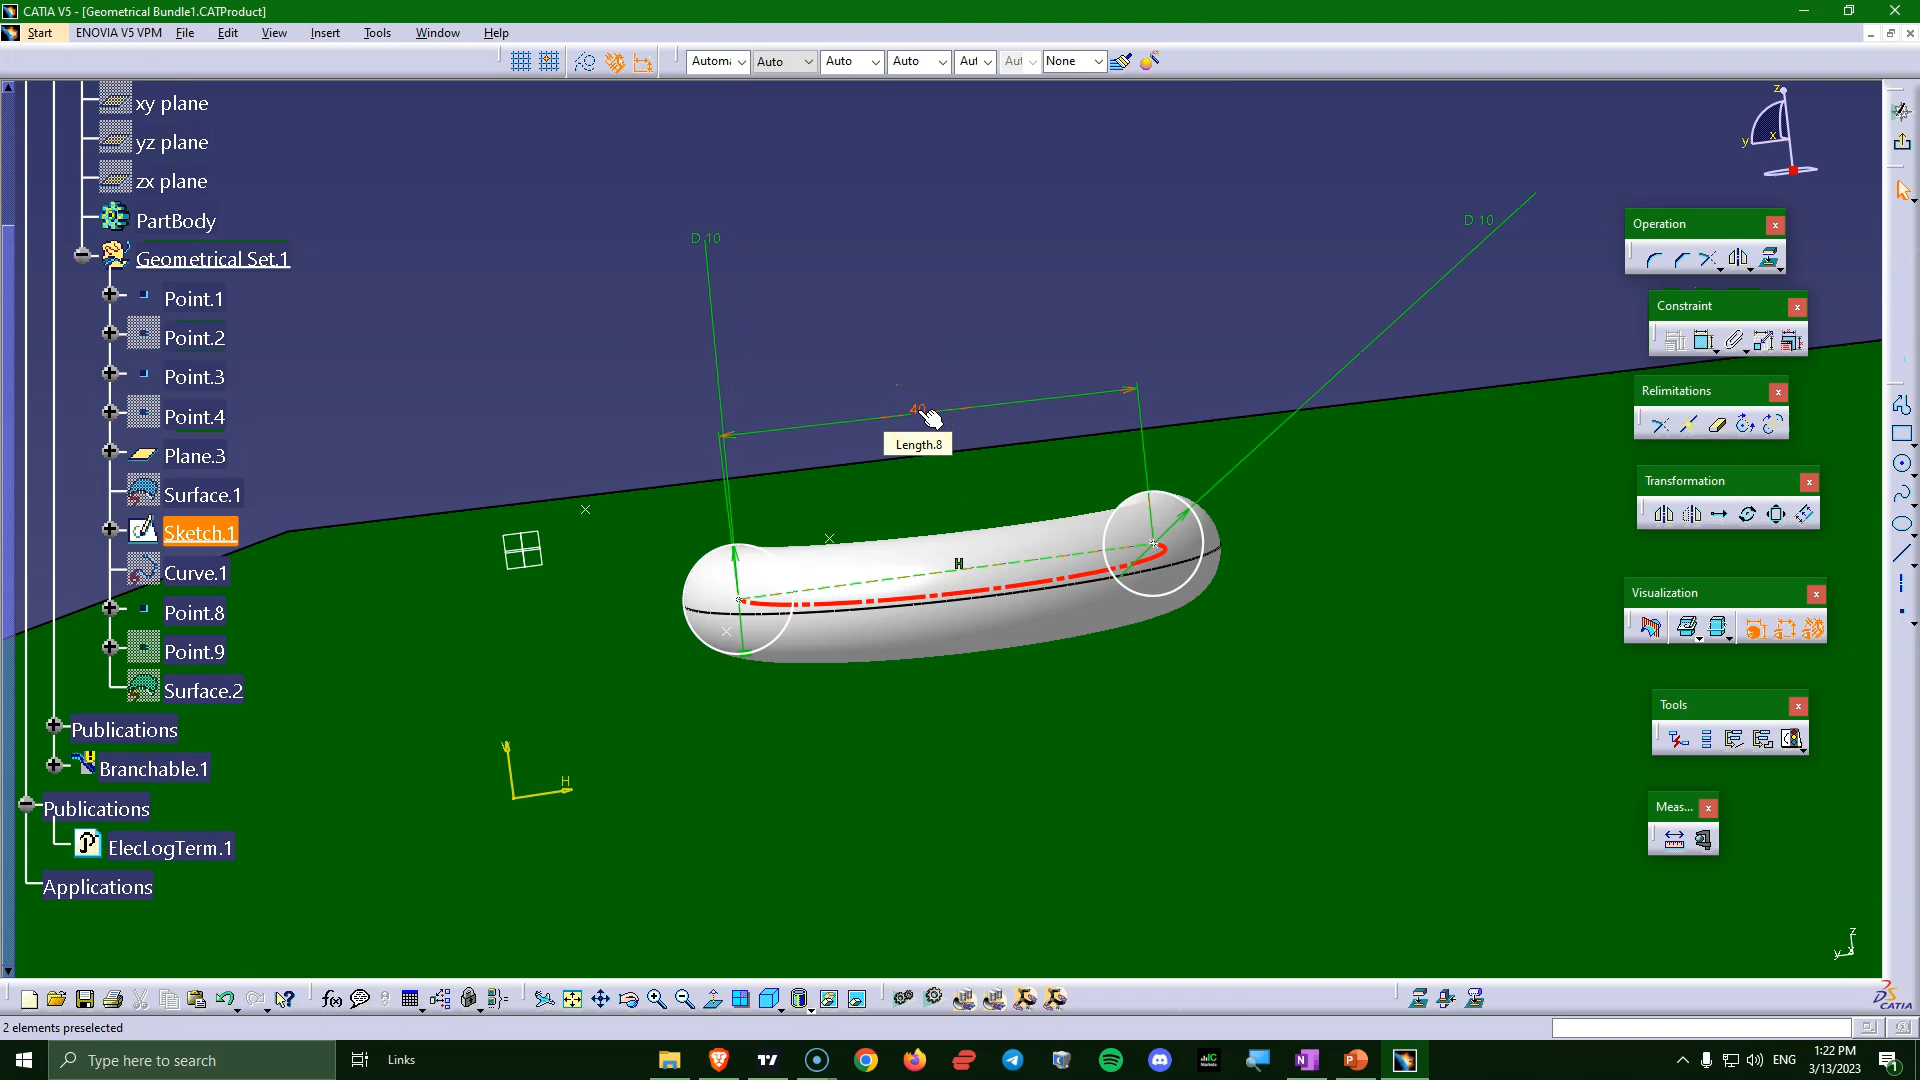 CATIA V5 - [Geometrical Bundle1.CATProduct]
Start ENOVIA V5 VPM File Edit View Insert Tools Window Help
Auto Auto Auto None
xy plane
yz plane
zx plane
PartBody
Geometrical Set.1
Point.1
Point.2
Point.3
Point.4
Plane.3
Surface.1
Sketch.1
Curve.1
Point.8
Point.9
Surface.2
Publications
Branchable.1
Publications
ElecLogTerm.1
Applications
D 10
D 10
40
Length.8
H
V
H
z
y
x
Operation
Constraint
Relimitations
Transformation
Visualization
Tools
Meas...
z
y
x
CATIA
2 elements preselected
Type here to search
Links
ENG
1:22 PM
3/13/2023
1